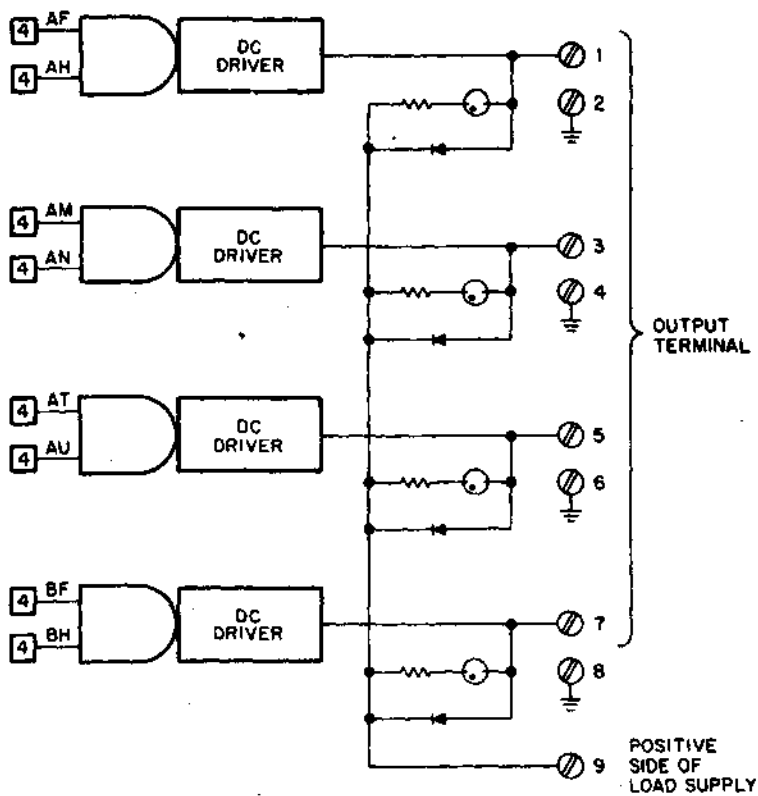 4 AF
4 AH
DC
DRIVER
1
2
4 AM
4 AN
DC
DRIVER
3
4
OUTPUT
TERMINAL
4 AT
4 AU
DC
DRIVER
5
6
4 BF
4 BH
DC
DRIVER
7
8
9
POSITIVE
SIDE OF
LOAD SUPPLY